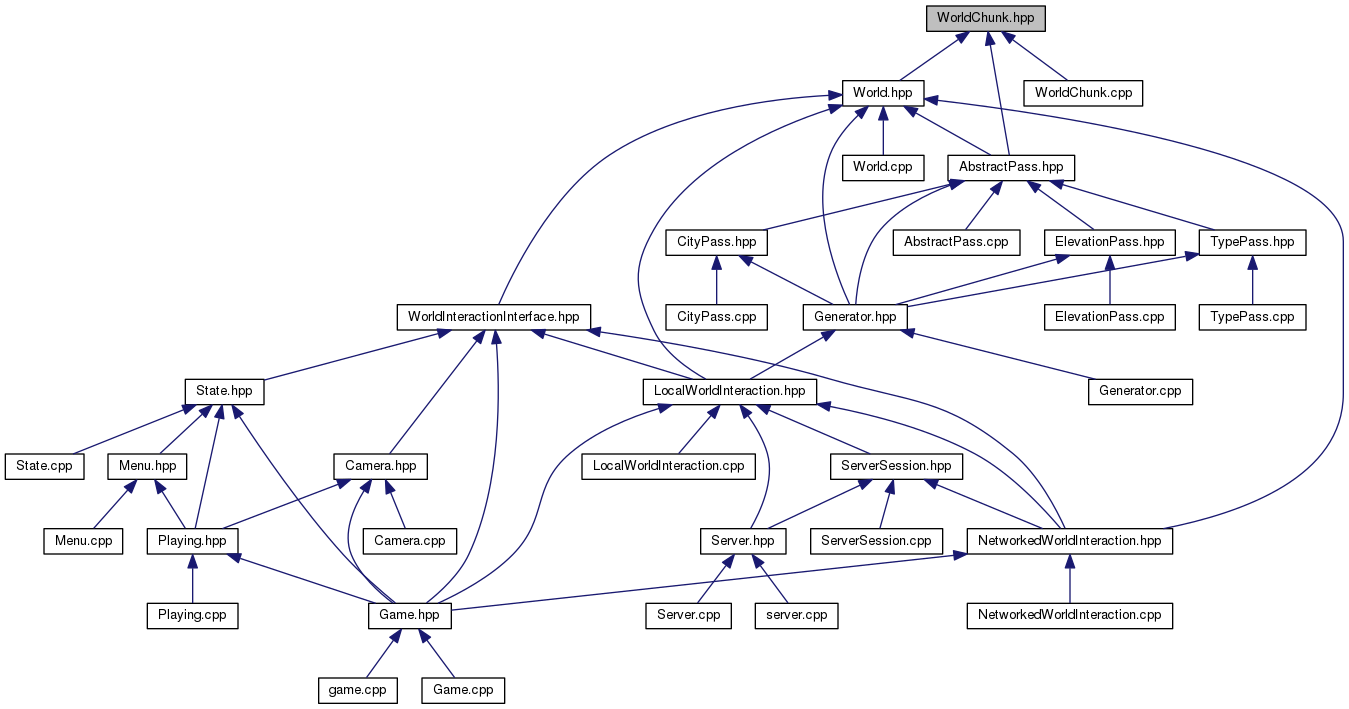 WorldChunk.hpp
World.hpp
WorldChunk.cpp
World.cpp
AbstractPass.hpp
CityPass.hpp
AbstractPass.cpp
ElevationPass.hpp
TypePass.hpp
WorldInteractionInterface.hpp
CityPass.cpp
Generator.hpp
ElevationPass.cpp
TypePass.cpp
State.hpp
LocalWorldInteraction.hpp
Generator.cpp
State.cpp
Menu.hpp
Camera.hpp
LocalWorldInteraction.cpp
ServerSession.hpp
Menu.cpp
Playing.hpp
Camera.cpp
Server.hpp
ServerSession.cpp
NetworkedWorldInteraction.hpp
Playing.cpp
Game.hpp
Server.cpp
server.cpp
NetworkedWorldInteraction.cpp
game.cpp
Game.cpp